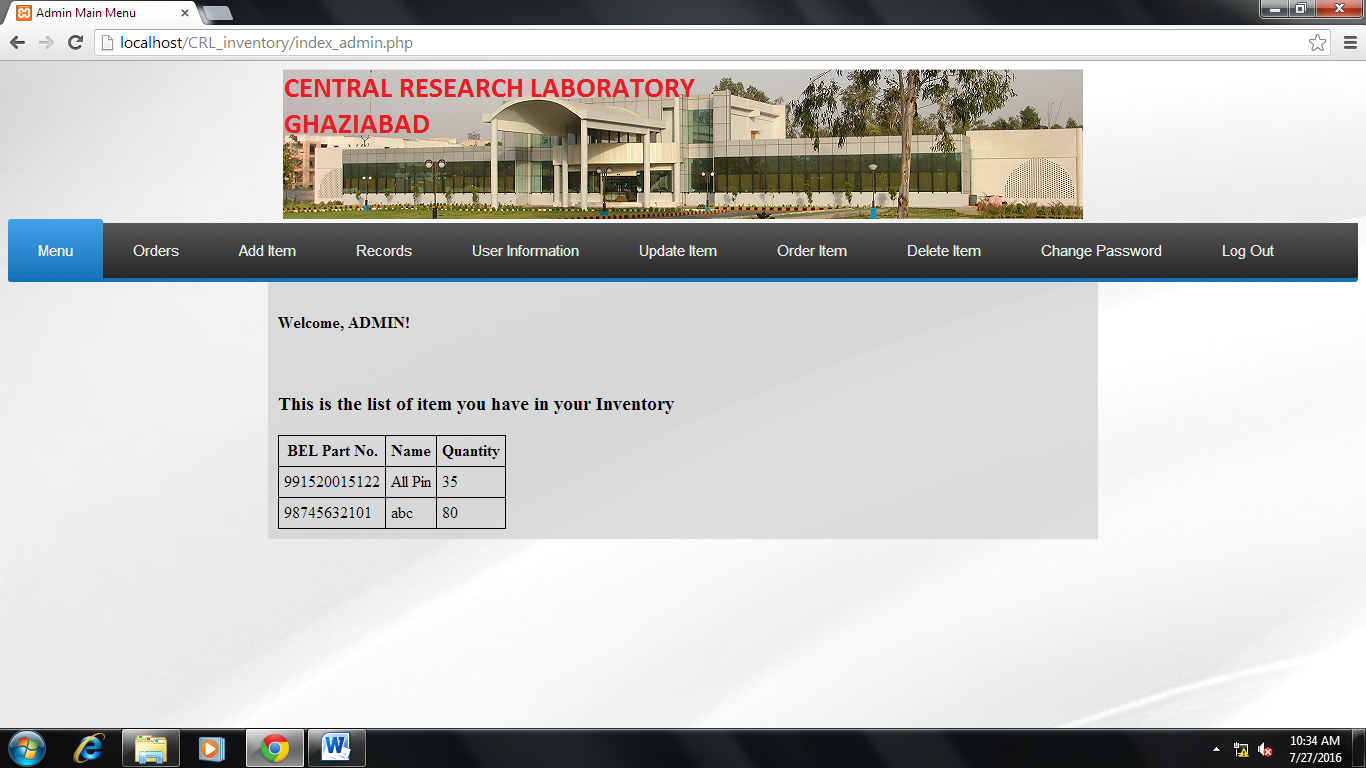 Admin Main Menu
localhost/CRL_inventory/index_admin.php
CENTRAL RESEARCH LABORATORY
GHAZIABAD
Menu Orders Add Item Records User Information Update Item Order Item Delete Item Change Password Log Out
Welcome, ADMIN!
This is the list of item you have in your Inventory
BEL Part No. Name Quantity
991520015122 All Pin 35
98745632101 abc 80
10:34 AM
7/27/2016